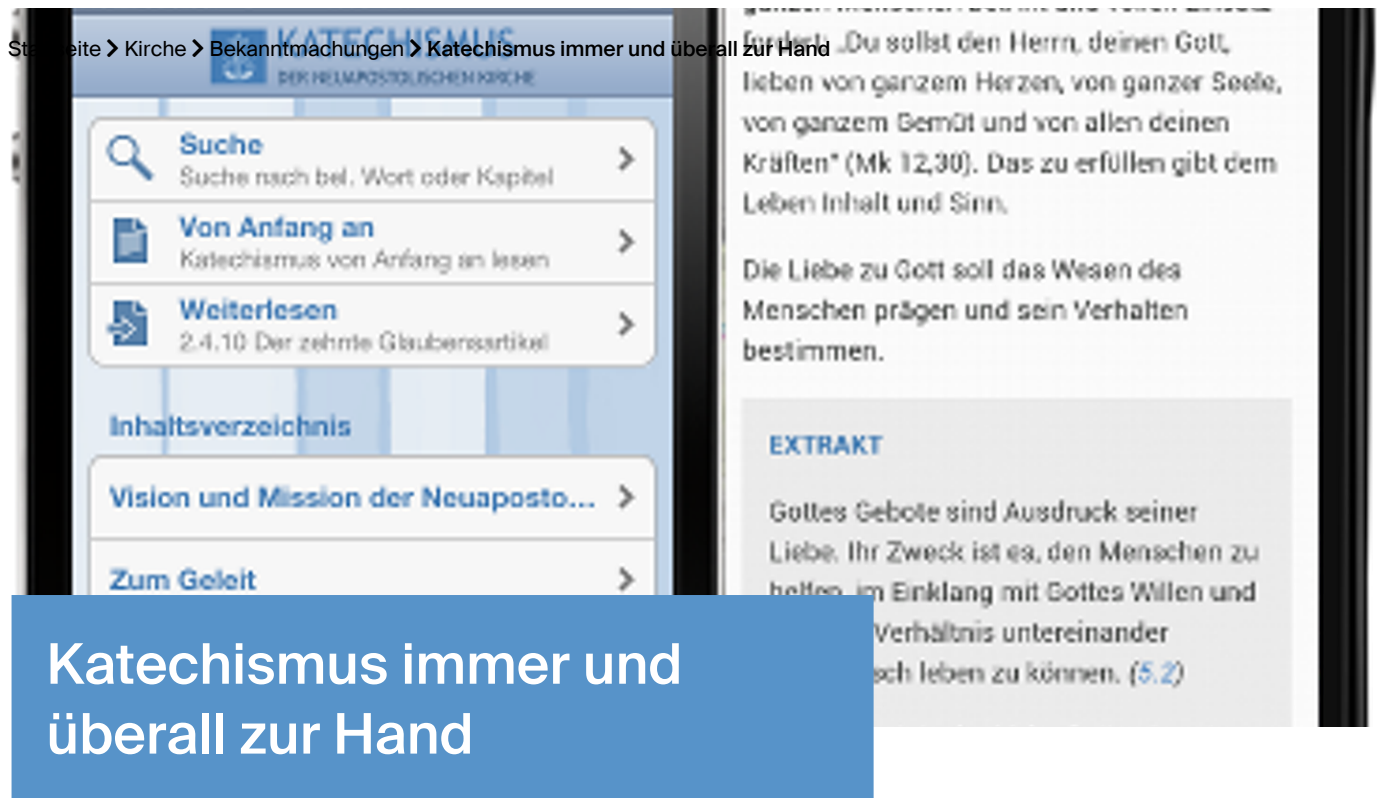 Startseite > Kirche > Bekanntmachungen > Katechismus immer und überall zur Hand
KATECHISMUS
DER NEUAPOSTOLISCHEN KIRCHE
Suche
Suche nach bel. Wort oder Kapitel
Von Anfang an
Katechismus von Anfang an lesen
Weiterlesen
2.4.10 Der zehnte Glaubensartikel
Inhaltsverzeichnis
Vision und Mission der Neuaposto...
Zum Geleit
fordert: „Du sollst den Herrn, deinen Gott,
lieben von ganzem Herzen, von ganzer Seele,
von ganzem Gemüt und von allen deinen
Kräften“ (Mk 12,30). Das zu erfüllen gibt dem
Leben Inhalt und Sinn.
Die Liebe zu Gott soll das Wesen des
Menschen prägen und sein Verhalten
bestimmen.
EXTRAKT
Gottes Gebote sind Ausdruck seiner
Liebe. Ihr Zweck ist es, den Menschen zu
helfen, im Einklang mit Gottes Willen und
Verhältnis untereinander
sch leben zu können. (5.2)
Katechismus immer und
überall zur Hand